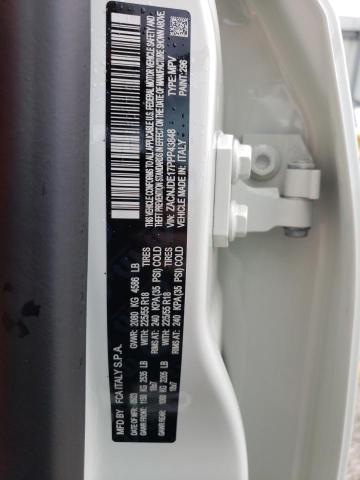 MFD BY FCA ITALY S.P.A.
GVWR: 2080 KG 4586 LB
GAWR FRONT: 1150 KG 2535 LB
WITH: 225/55 R18 TIRES
18x7 RIMS AT: 240 KPA(35 PSI) COLD
GAWR REAR: 1000 KG 2205 LB
WITH: 225/55 R18 TIRES
18x7 RIMS AT: 240 KPA(35 PSI) COLD
THIS VEHICLE CONFORMS TO ALL APPLICABLE U.S. FEDERAL MOTOR VEHICLE SAFETY AND
THEFT PREVENTION STANDARDS IN EFFECT ON THE DATE OF MANUFACTURE SHOWN ABOVE.
VIN: ZACNJDE17PPP43648 TYPE: MPV
VEHICLE MADE IN: ITALY PAINT: 296